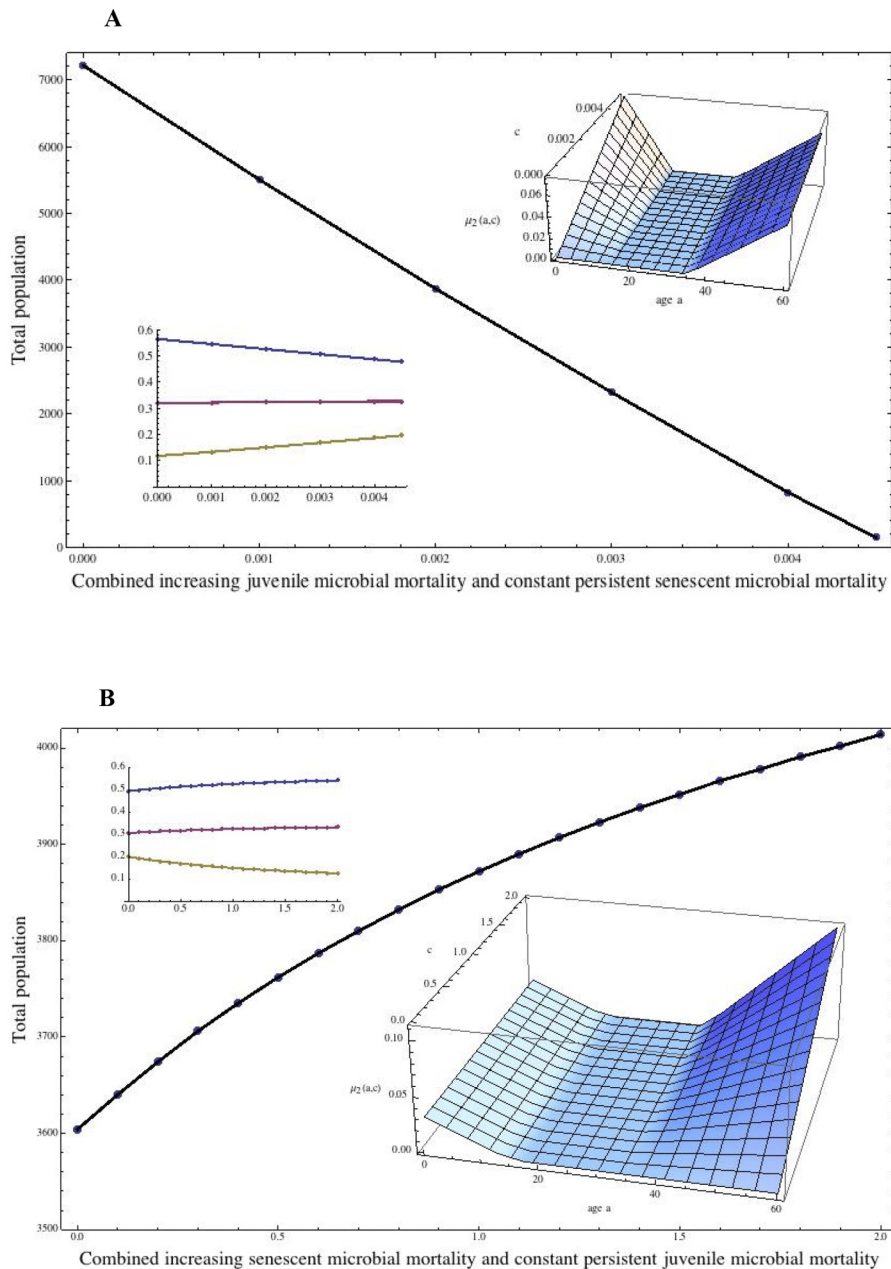 A
Total population
7000
6000
5000
4000
3000
2000
1000
0
0.000 0.001 0.002 0.003 0.004
Combined increasing juvenile microbial mortality and constant persistent senescent microbial mortality
0.6
0.5
0.4
0.3
0.2
0.1
0.000 0.001 0.002 0.003 0.004
c
0.004
0.002
0.000
μ2(a,c)
0.06
0.04
0.02
0.00
0 20 40 60
age a
B
Total population
4000
3900
3800
3700
3600
3500
0.0 0.5 1.0 1.5 2.0
Combined increasing senescent microbial mortality and constant persistent juvenile microbial mortality
0.6
0.5
0.4
0.3
0.2
0.1
0.0 0.5 1.0 1.5 2.0
c
2.0
1.5
1.0
0.5
0.0
μ2(a,c)
0.10
0.05
0.00
0 20 40 60
age a